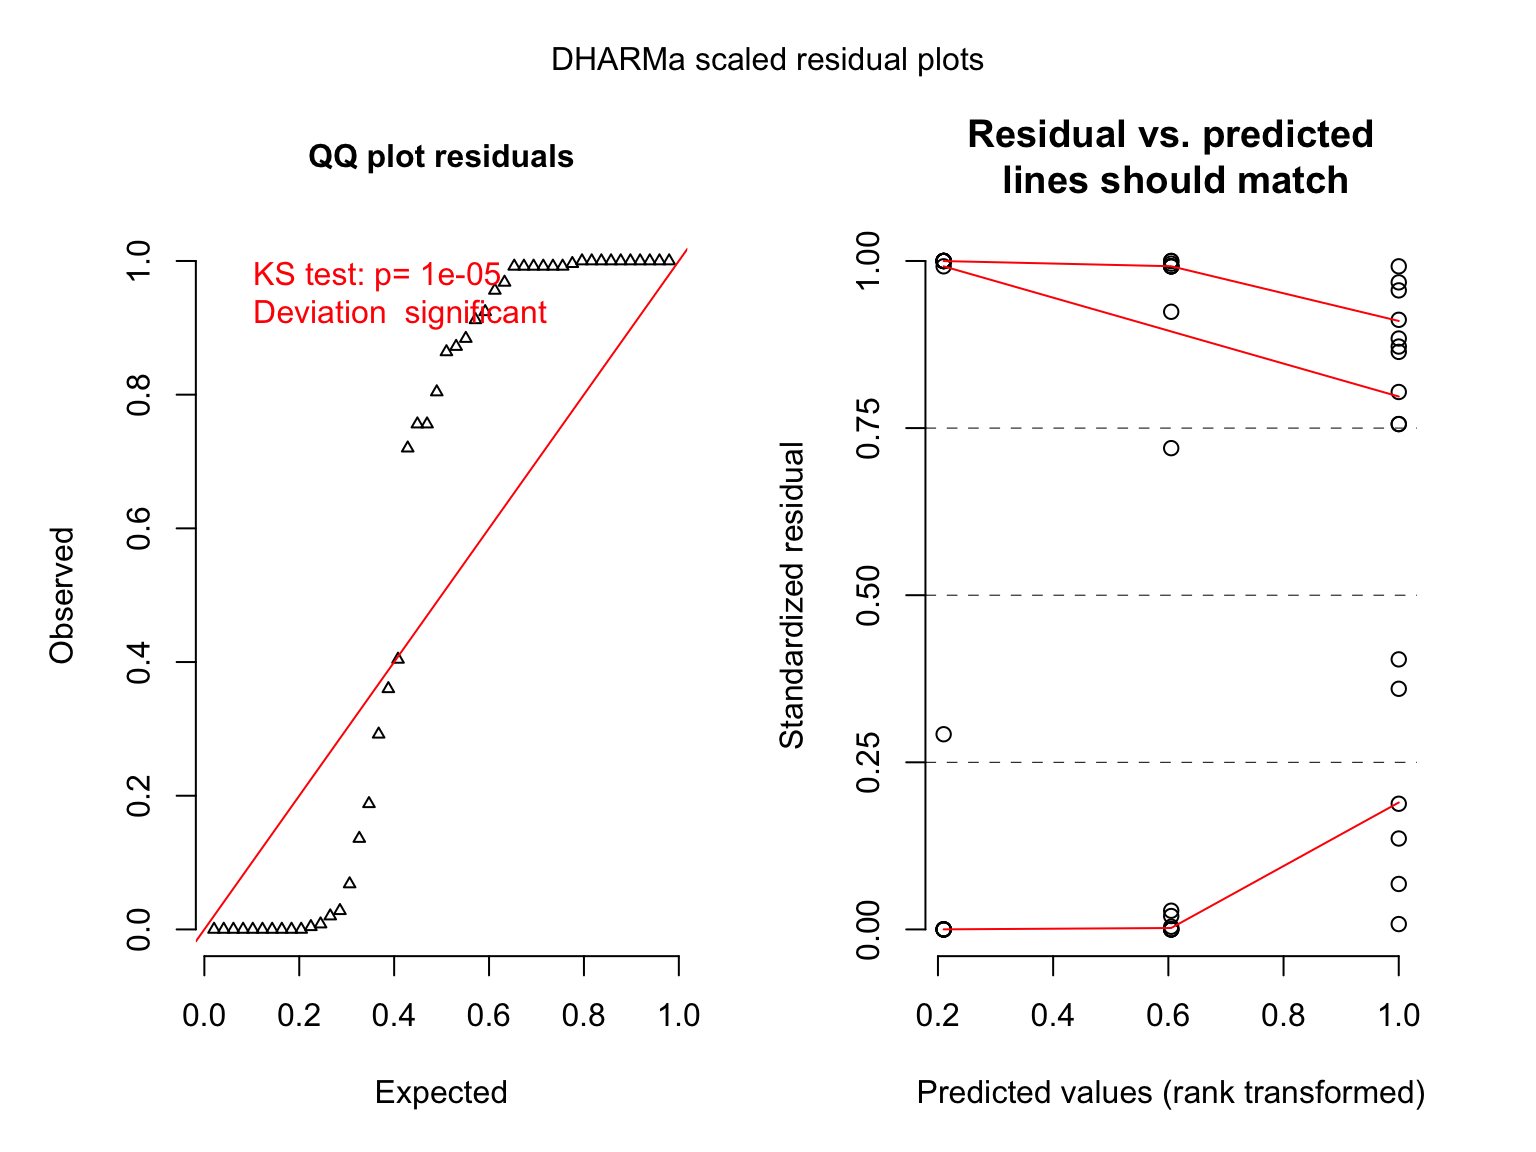 DHARMa scaled residual plots
QQ plot residuals
KS test: p= 1e-05
Deviation  significant
Observed
0.0 0.2 0.4 0.6 0.8 1.0
0.0 0.2 0.4 0.6 0.8 1.0
Expected
Residual vs. predicted
lines should match
Standardized residual
0.00 0.25 0.50 0.75 1.00
0.2 0.4 0.6 0.8 1.0
Predicted values (rank transformed)